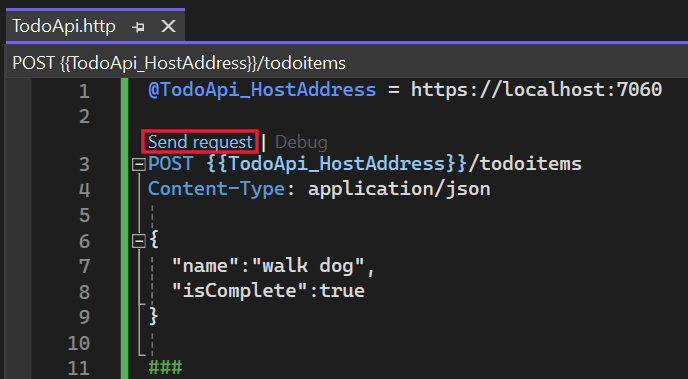 TodoApi.http
POST {{TodoApi_HostAddress}}/todoitems
1 @TodoApi_HostAddress = https://localhost:7060
2
Send request | Debug
3 POST {{TodoApi_HostAddress}}/todoitems
4 Content-Type: application/json
5
6 {
7 "name":"walk dog",
8 "isComplete":true
9 }
10
11 ###